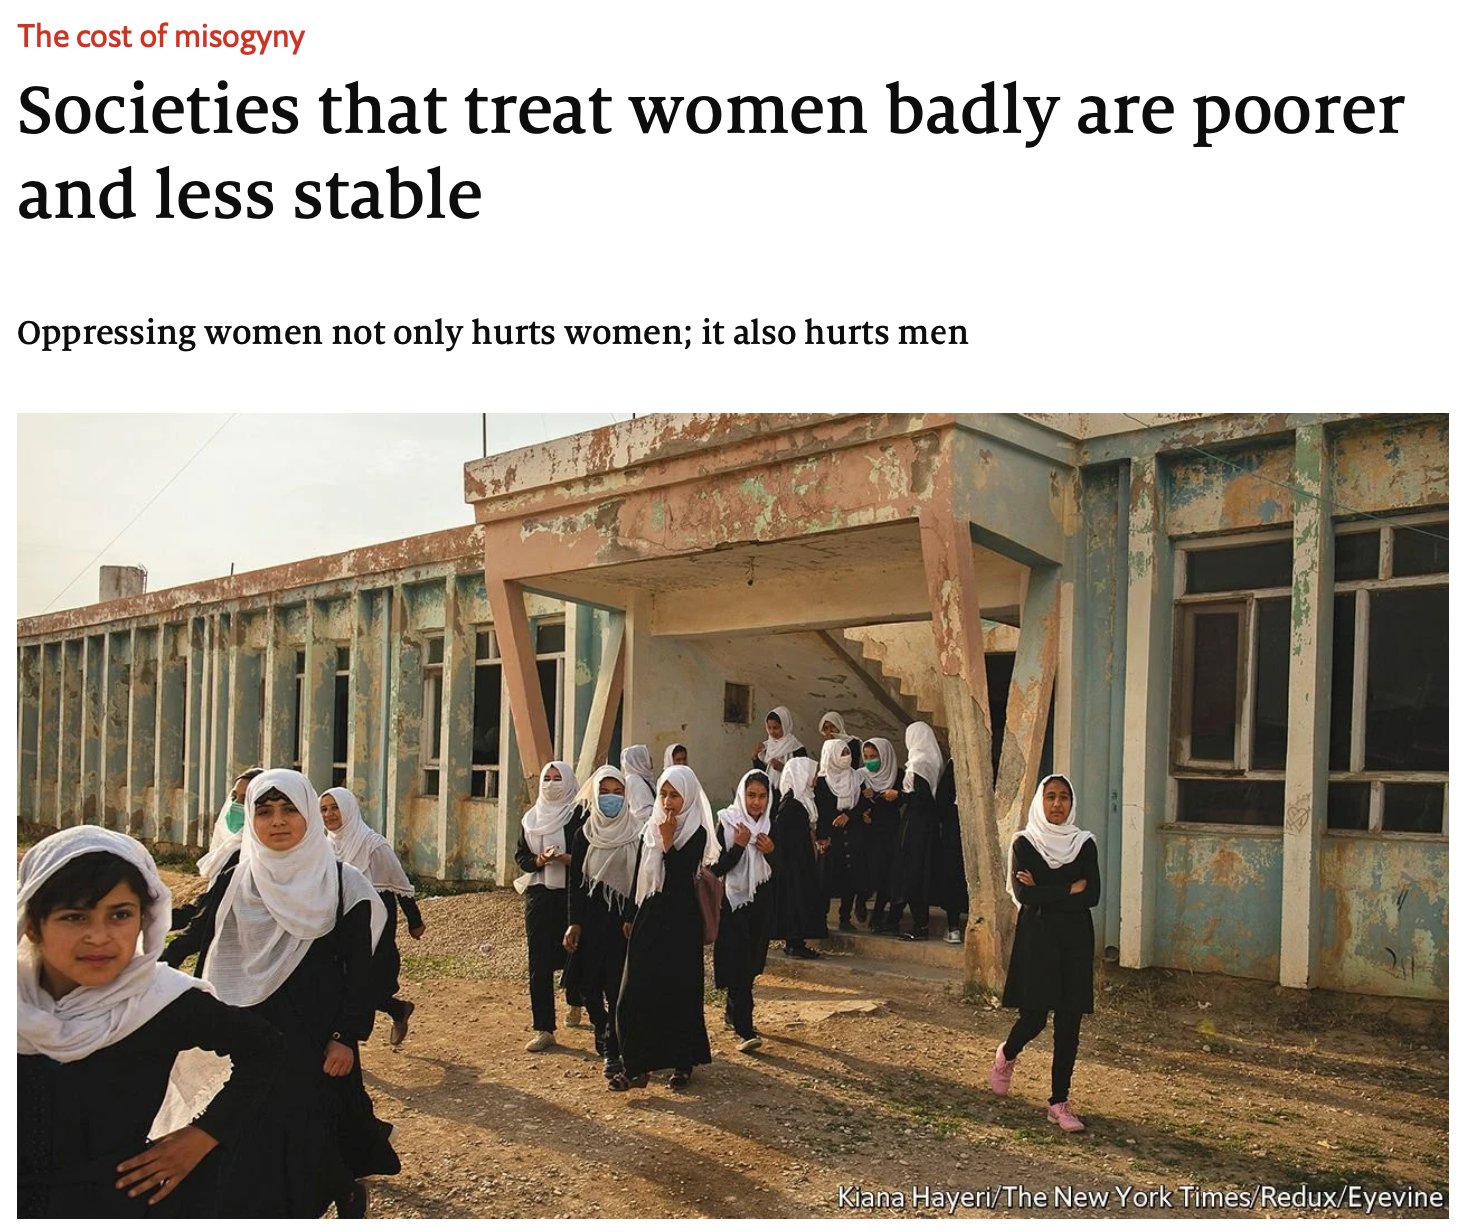 The cost of misogyny
Societies that treat women badly are poorer
and less stable
Oppressing women not only hurts women; it also hurts men
Kiana Hayeri/The New York Times/Redux/Eyevine